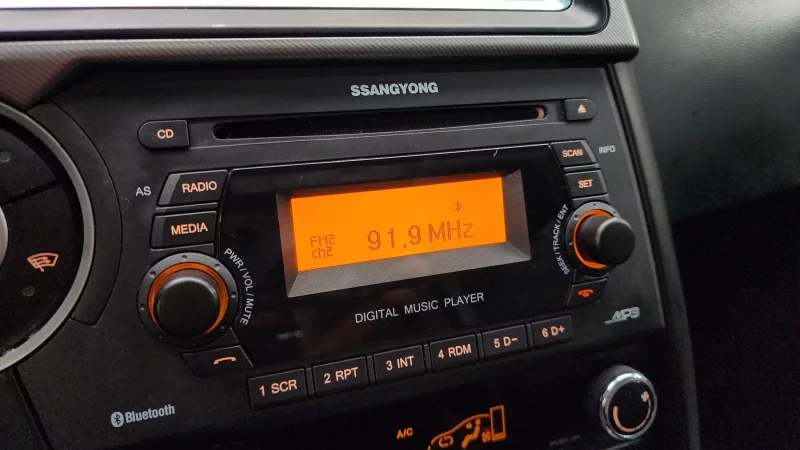 SSANGYONG
CD
SCAN
INFO
AS
RADIO
SET
MEDIA
FM2
ch2
91.9 MHz
PWR / VOL / MUTE
SEEK / TRACK / ENT
DIGITAL MUSIC PLAYER
MP3
1 SCR
2 RPT
3 INT
4 RDM
5 D-
6 D+
Bluetooth
A/C